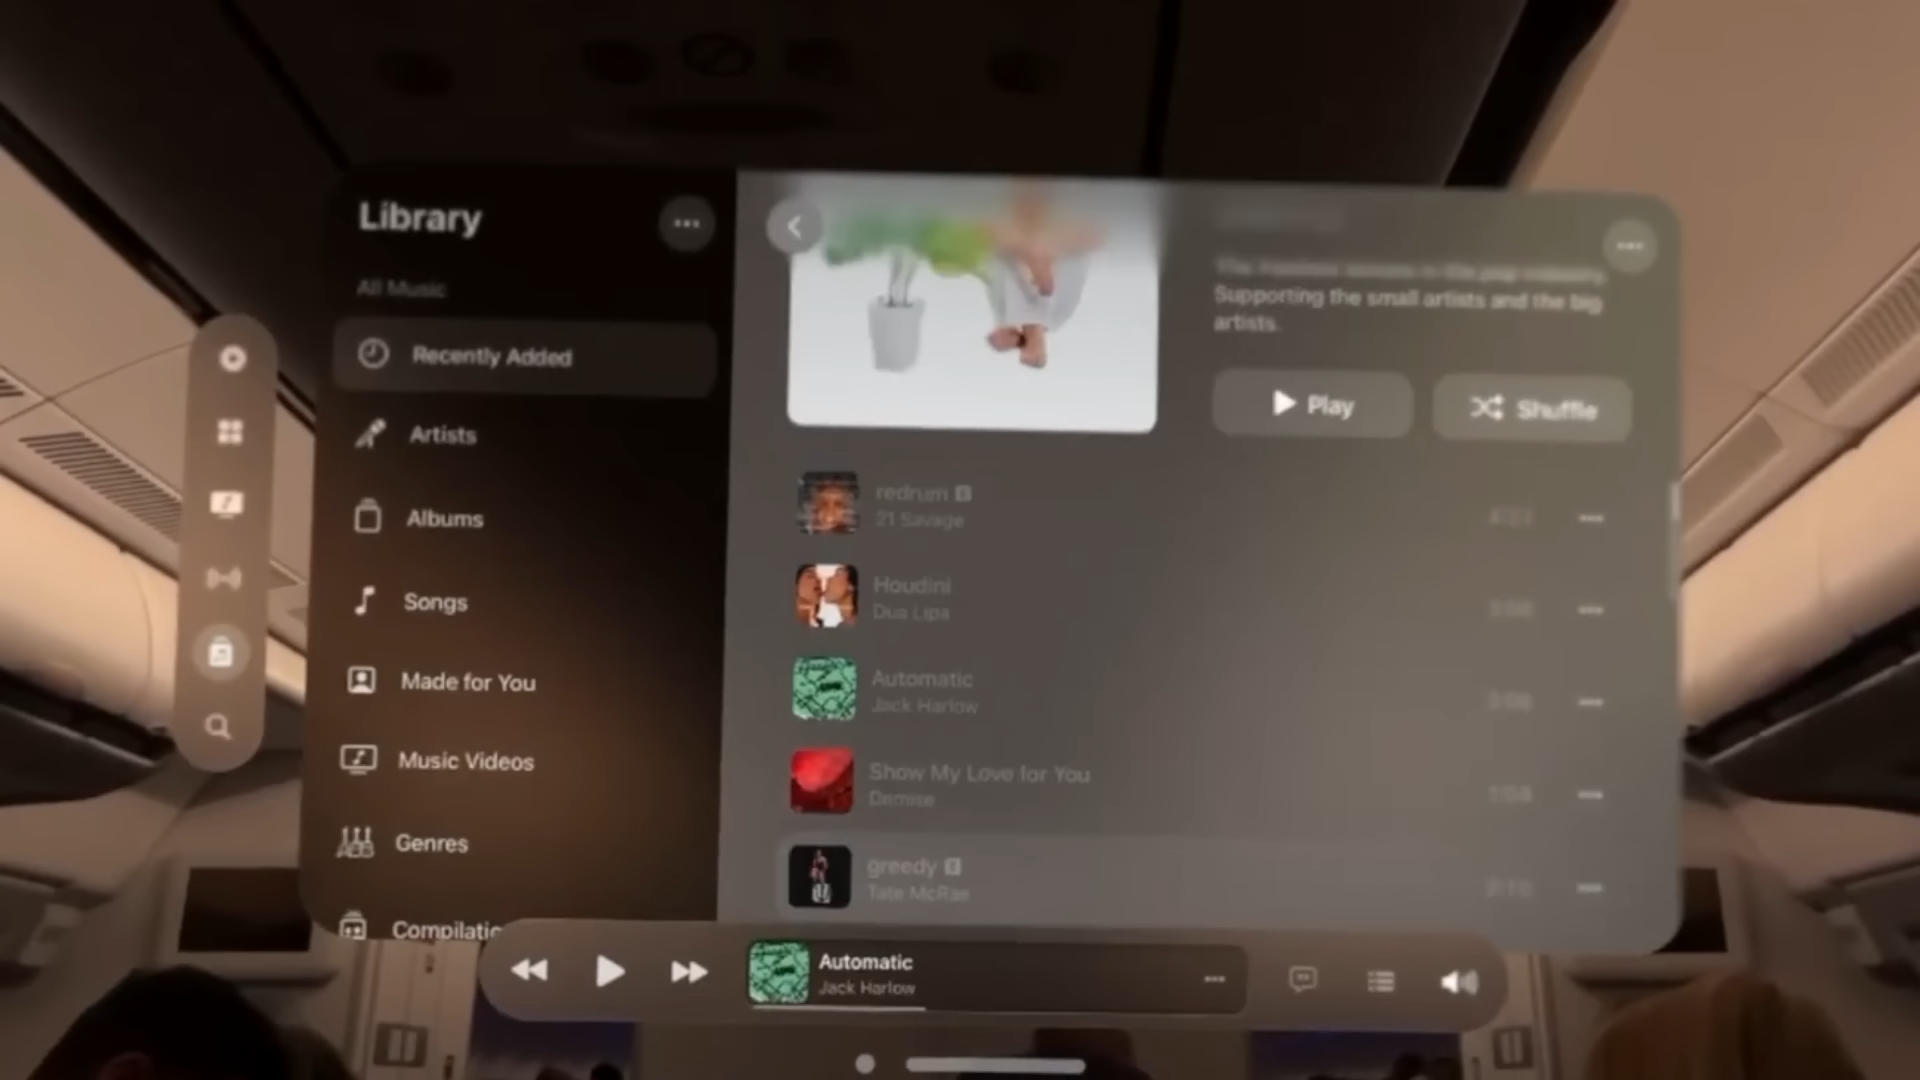 Library
All Music
Recently Added
Artists
Albums
Songs
Made for You
Music Videos
Genres
Compilatio
Supporting the small artists and the big
artists.
Play
Shuffle
redrum E
21 Savage
Houdini
Dua Lipa
Automatic
Jack Harlow
Show My Love for You
Demise
greedy E
Tate McRae
Automatic
Jack Harlow